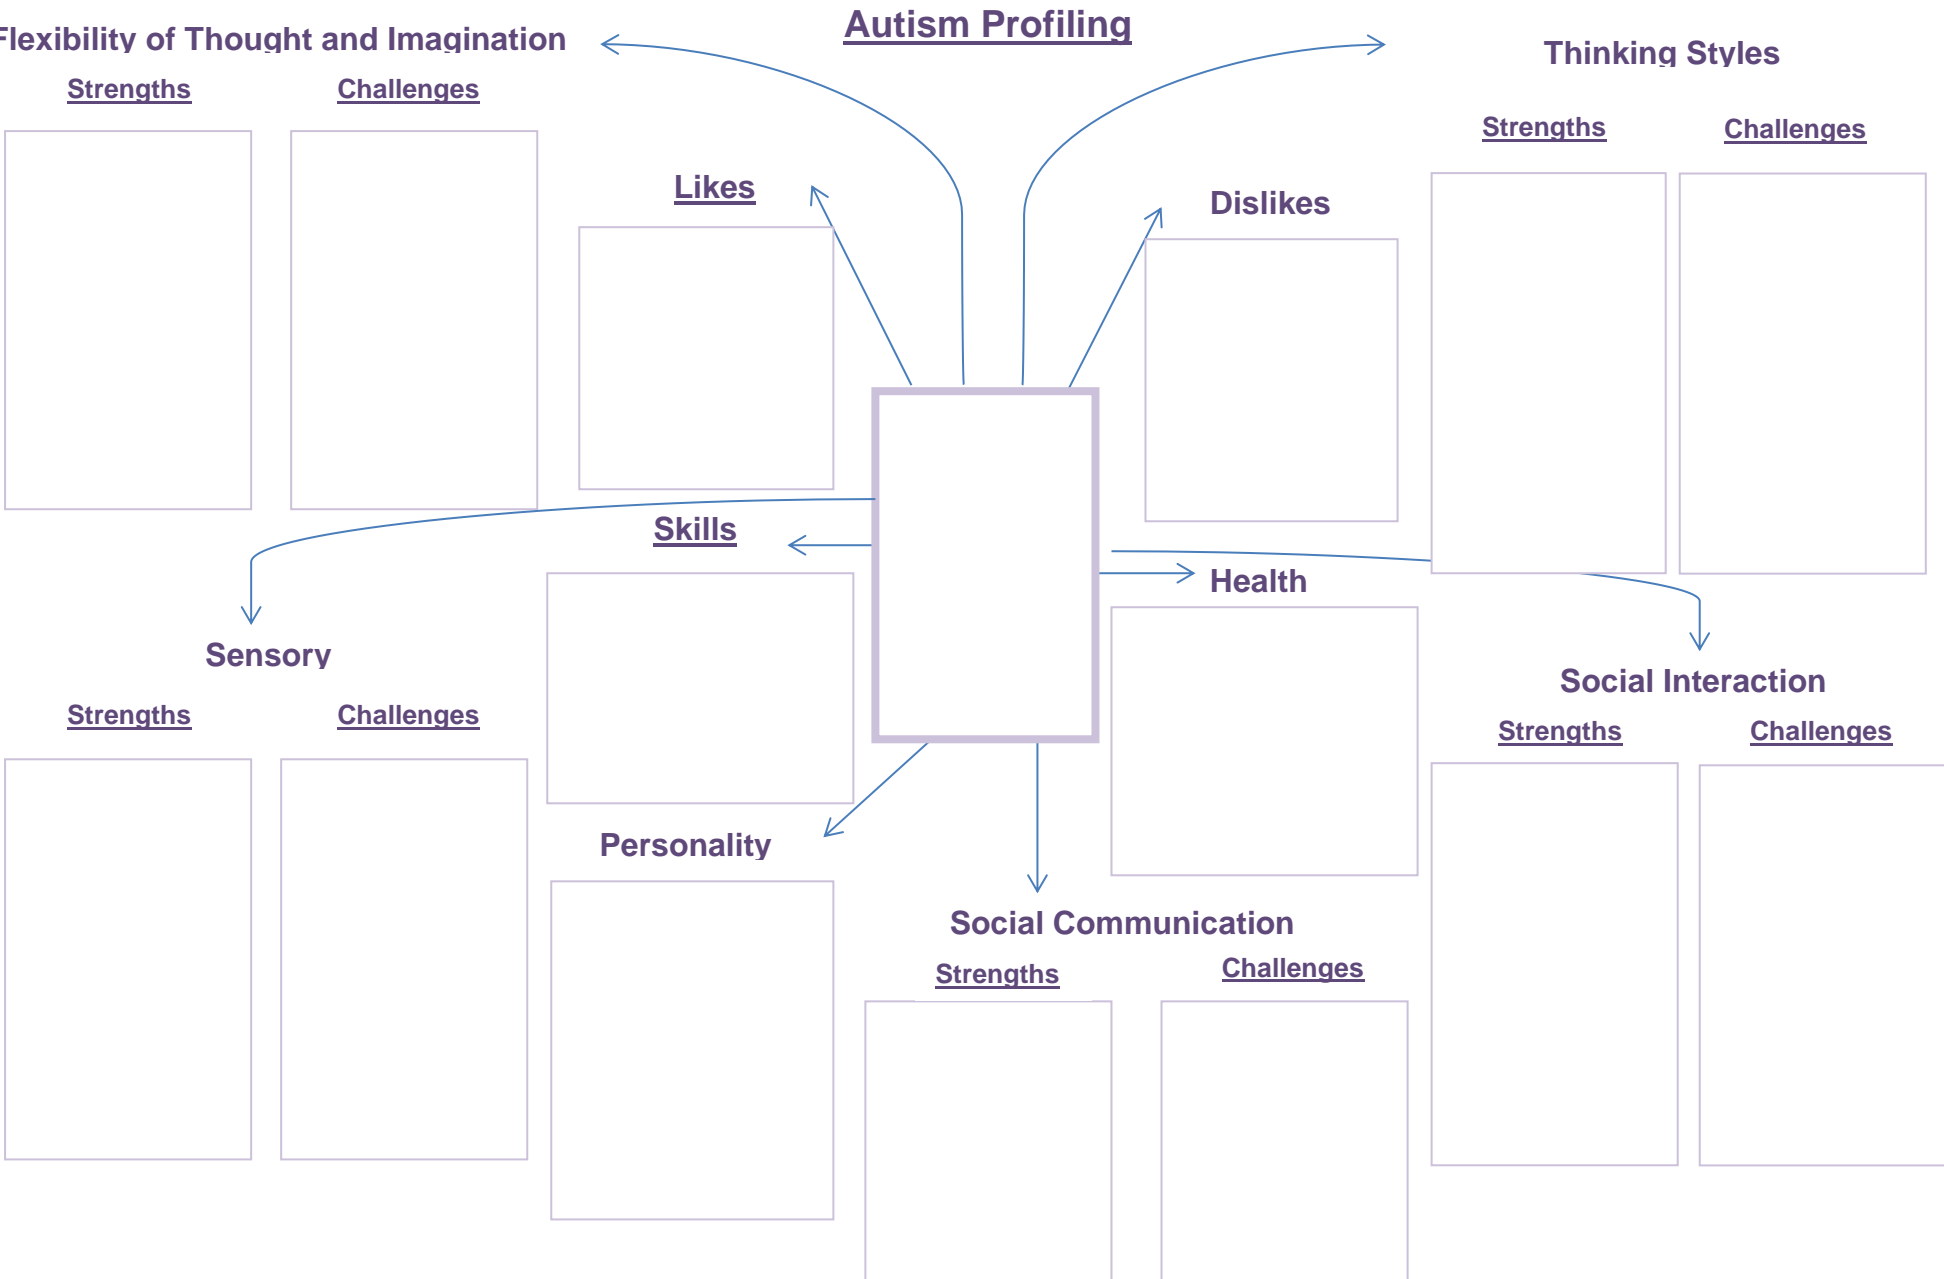 Autism Profiling
Flexibility of Thought and Imagination
Strengths
Challenges
Thinking Styles
Strengths
Challenges
Likes
Dislikes
Skills
Health
Sensory
Strengths
Challenges
Social Interaction
Strengths
Challenges
Personality
Social Communication
Strengths
Challenges